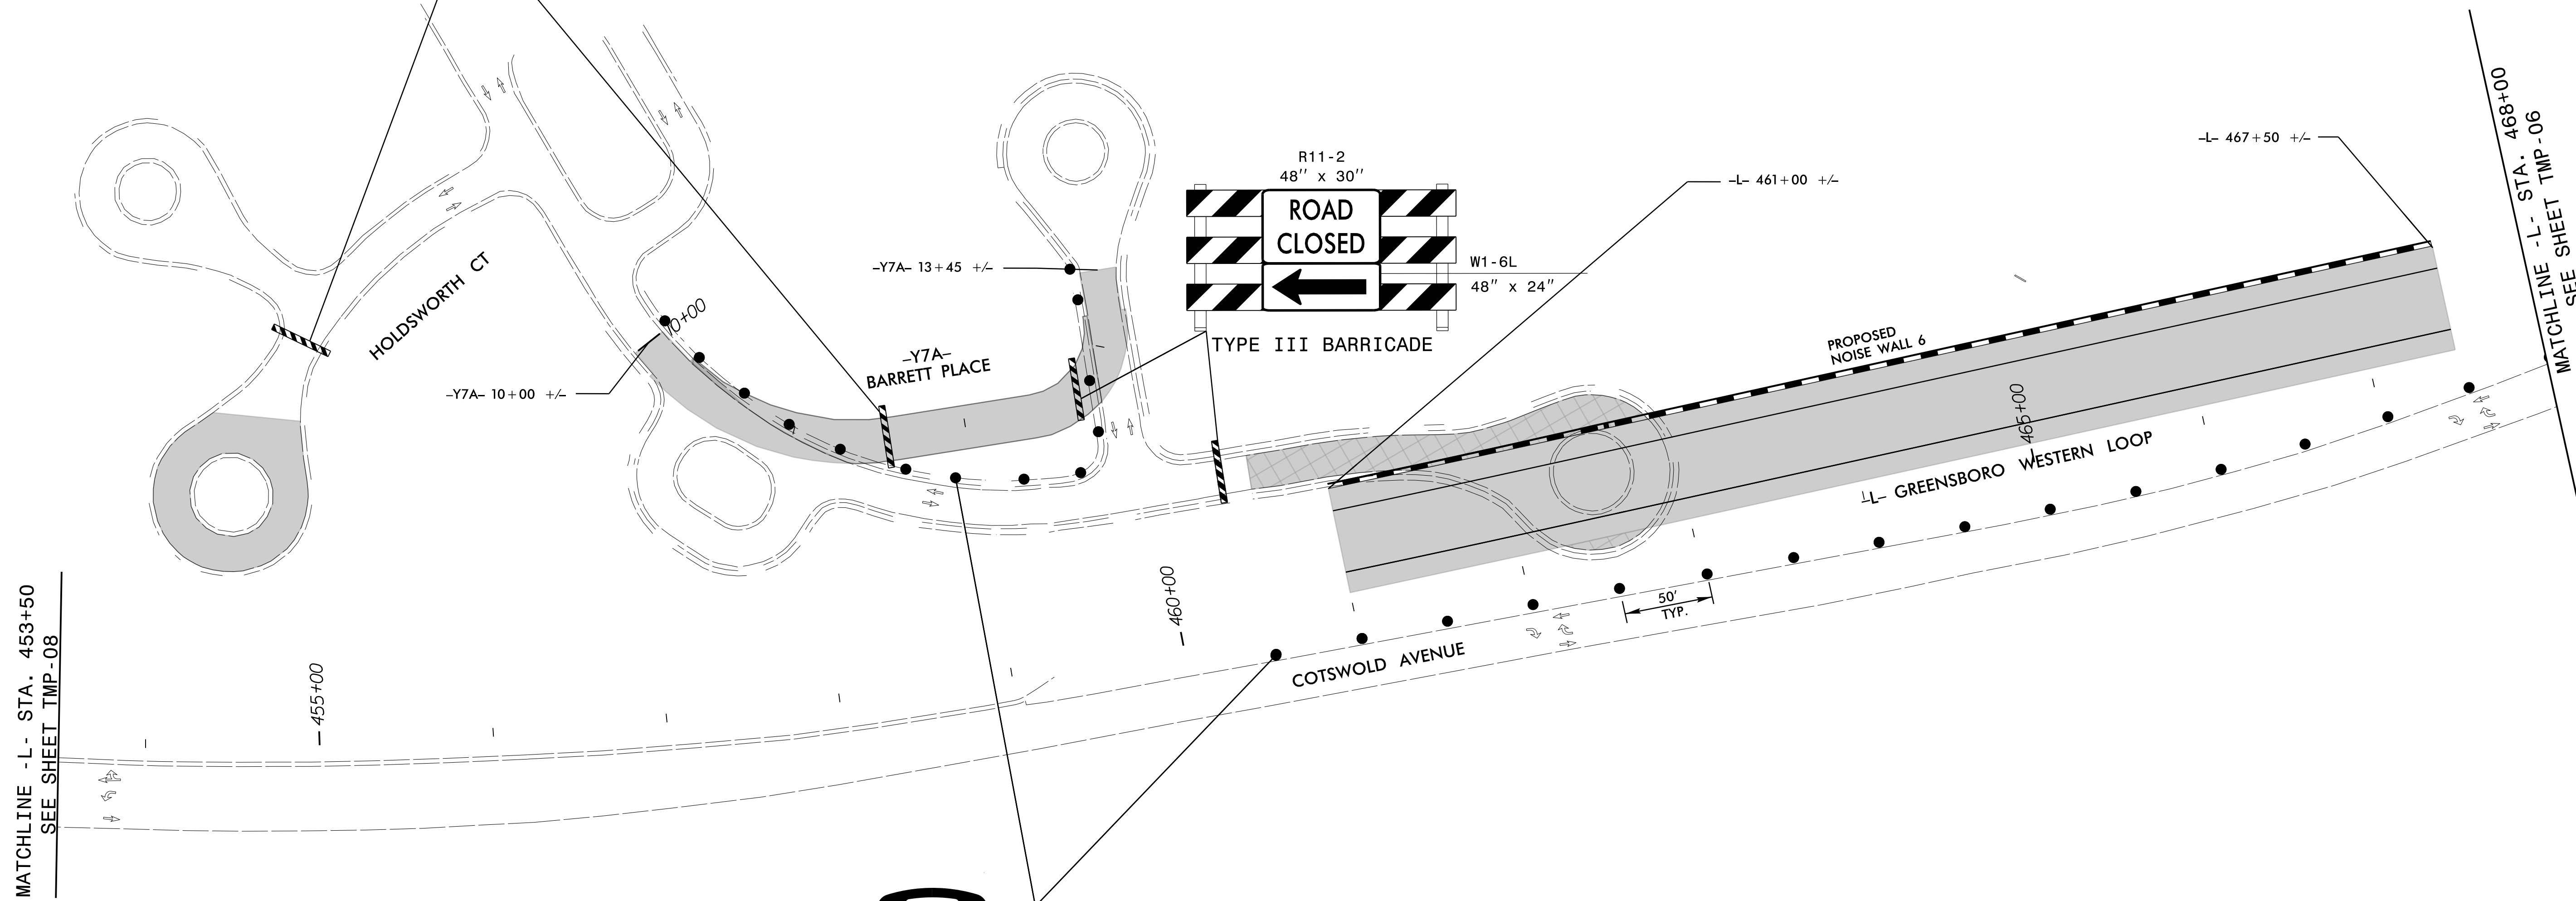 MATCHLINE -L- STA. 468+00
SEE SHEET TMP-06
-L- 467+50 +/-
R11-2
48" x 30"
-L- 461+00 +/-
ROAD
CLOSED
-Y7A- 13+45 +/-
W1-6L
48" x 24"
HOLDSWORTH CT
TYPE III BARRICADE
PROPOSED
NOISE WALL 6
-Y7A-
BARRETT PLACE
-Y7A- 10+00 +/-
465+00
-L- GREENSBORO WESTERN LOOP
460+00
50'
TYP.
COTSWOLD AVENUE
455+00
MATCHLINE -L- STA. 453+50
SEE SHEET TMP-08